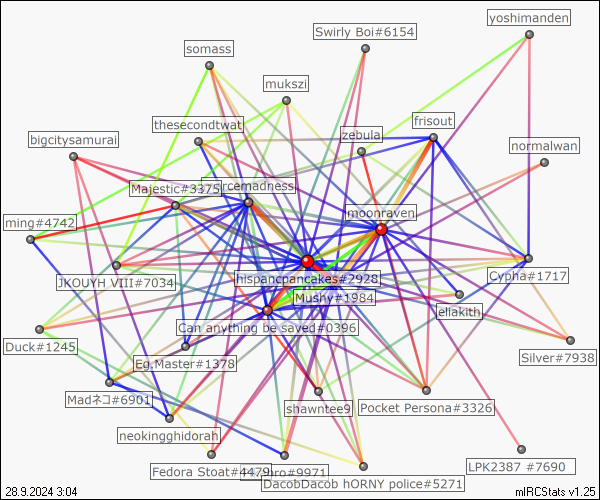 yoshimanden
Swirly Boi#6154
somass
mukszi
thesecondtwat
frisout
zebula
bigcitysamurai
normalwan
Majestic#3375
rcemadness
moonraven
ming#4742
hispancpancakes#2928
JKOUYH VIII#7034
Cypha#1717
Mushy#1984
eliakith
Can anything be saved#0396
Duck#1245
Eg.Master#1378
Silver#7938
Madネコ#6901
shawntee9
Pocket Persona#3326
neokingghidorah
Fedora Stoat#4479
ro#9971
LPK2387 #7690
DacobDacob hORNY police#5271
28.9.2024 3:04
mIRCStats v1.25